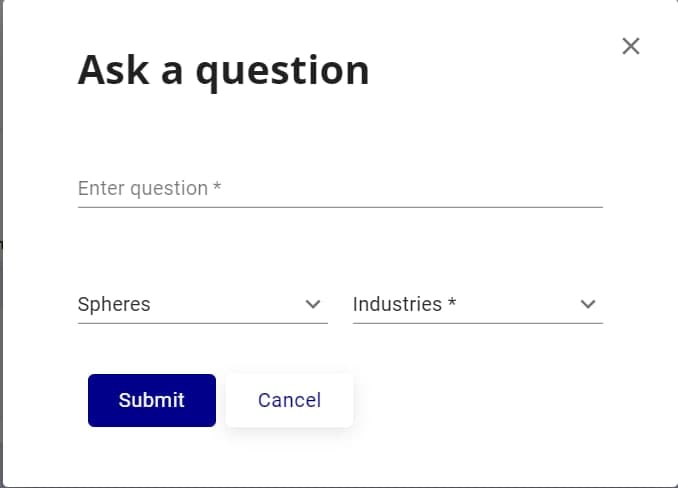 Ask a question
Enter question *
Spheres Industries *
Submit Cancel